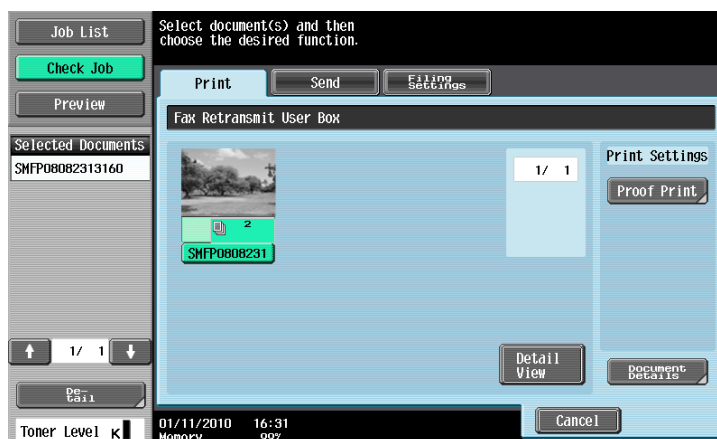 Job List
Check Job
Preview
Selected Documents
SMFP08082313160
1/ 1
De-
tail
Toner Level K
Select document(s) and then
choose the desired function.
Print
Send
Filing
Settings
Fax Retransmit User Box
2
SMFP0808231
1/ 1
Detail
View
Print Settings
Proof Print
Document
Details
01/11/2010 16:31
Memory 99%
Cancel